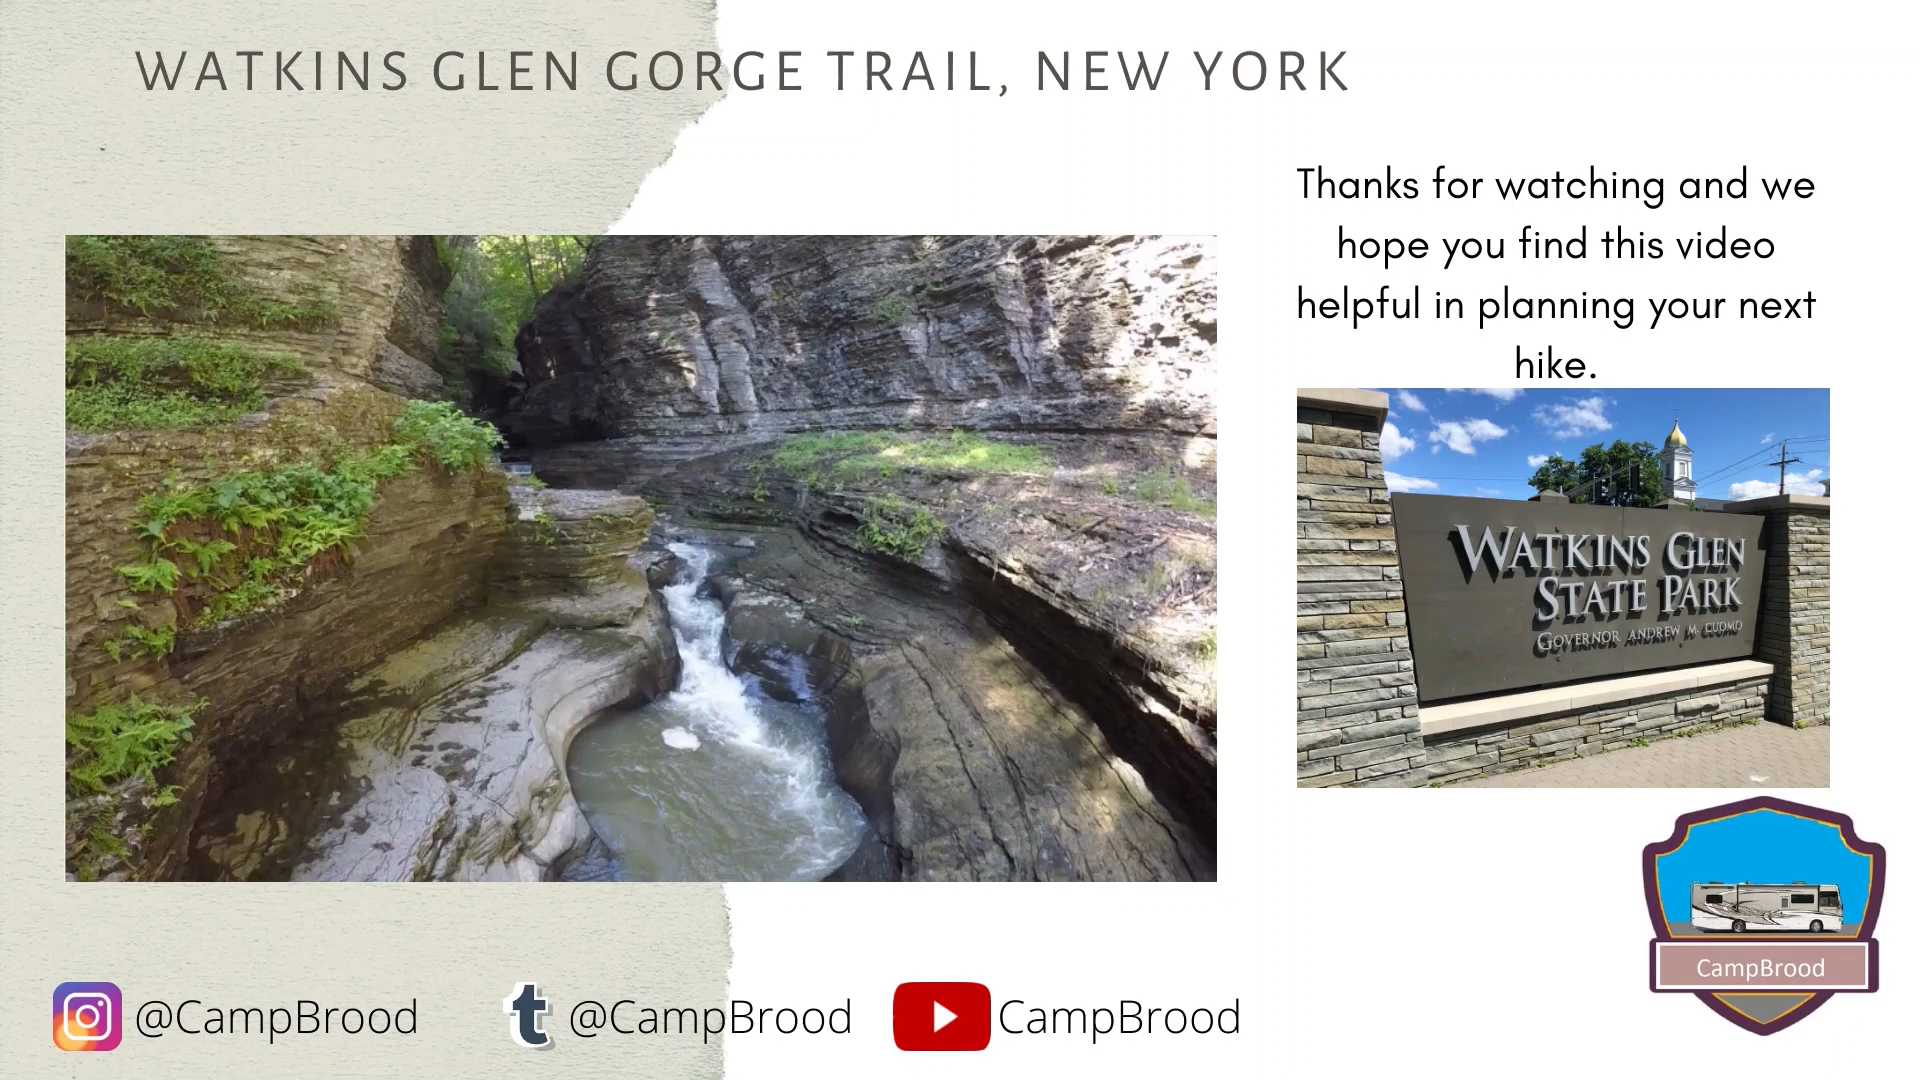 WATKINS GLEN GORGE TRAIL, NEW YORK
Thanks for watching and we
hope you find this video
helpful in planning your next
hike.
WATKINS GLEN
STATE PARK
GOVERNOR ANDREW M. CUOMO
CampBrood
@CampBrood
@CampBrood
CampBrood